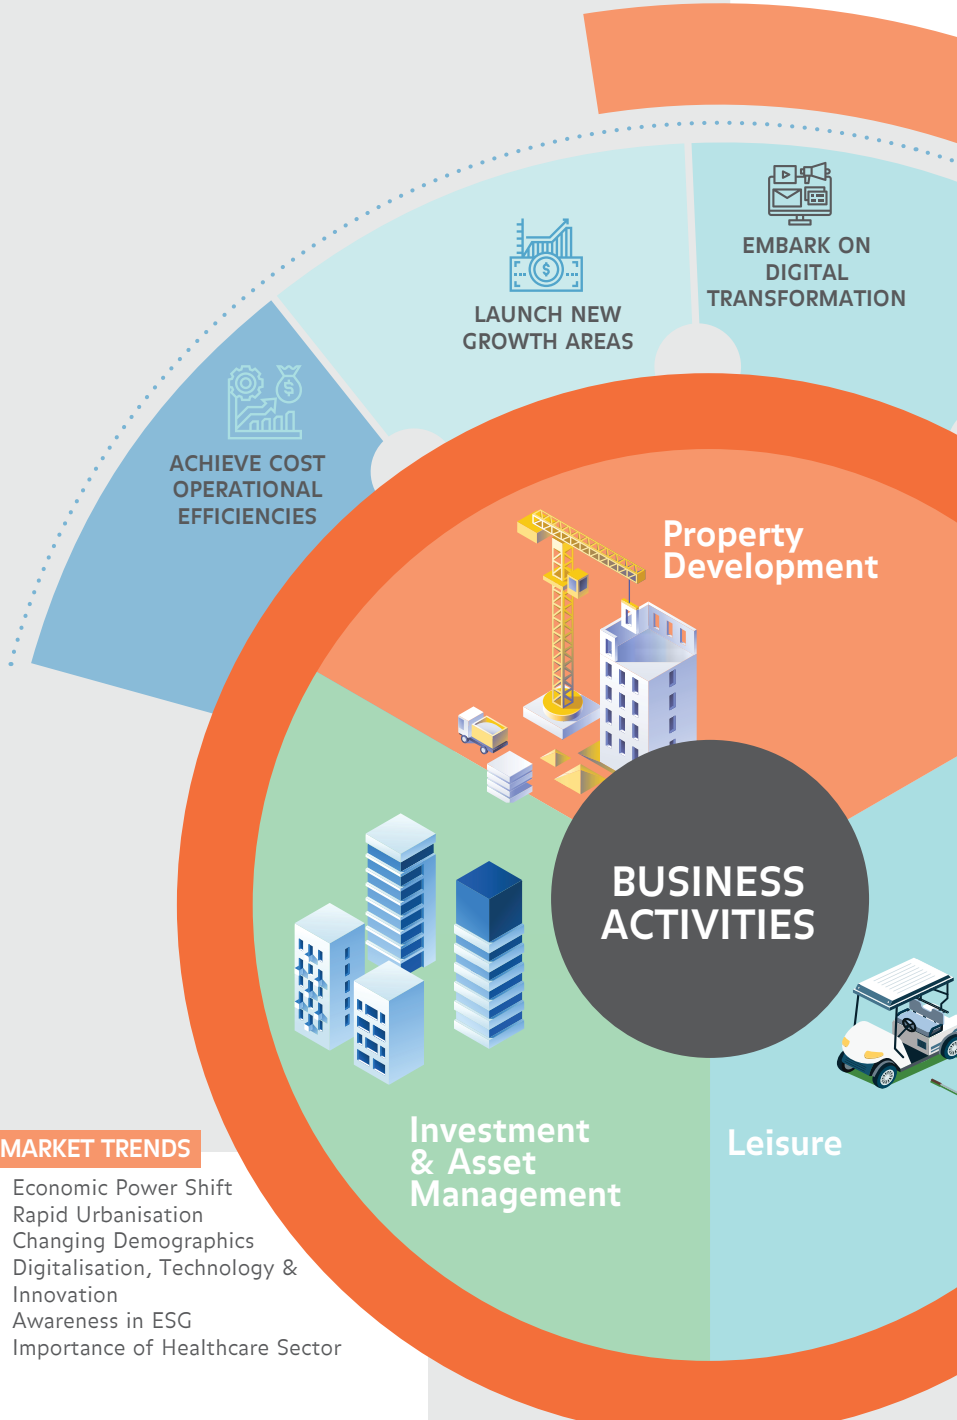 EMBARK ON
DIGITAL
TRANSFORMATION
LAUNCH NEW
GROWTH AREAS
ACHIEVE COST
OPERATIONAL
EFFICIENCIES
Property
Development
BUSINESS
ACTIVITIES
Investment
& Asset
Management
Leisure
MARKET TRENDS
Economic Power Shift
Rapid Urbanisation
Changing Demographics
Digitalisation, Technology &
Innovation
Awareness in ESG
Importance of Healthcare Sector